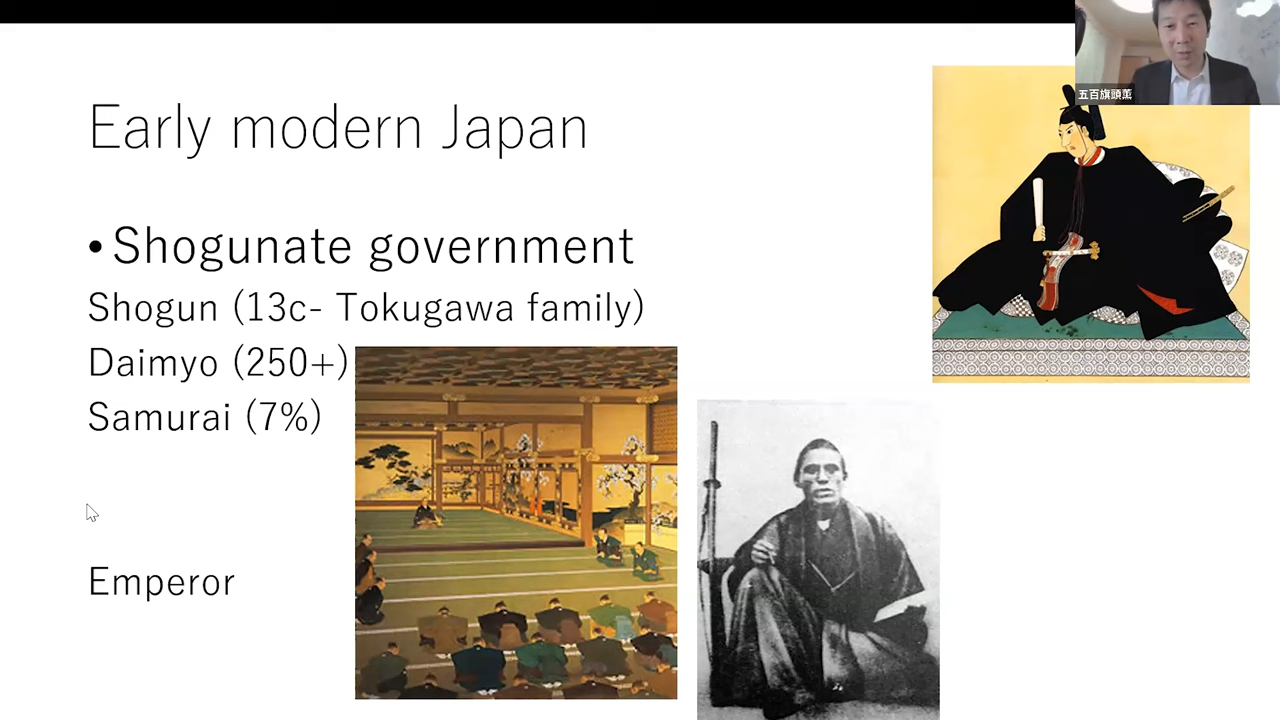 五百旗頭薫
Early modern Japan
• Shogunate government
Shogun (13c- Tokugawa family)
Daimyo (250+)
Samurai (7%)
Emperor